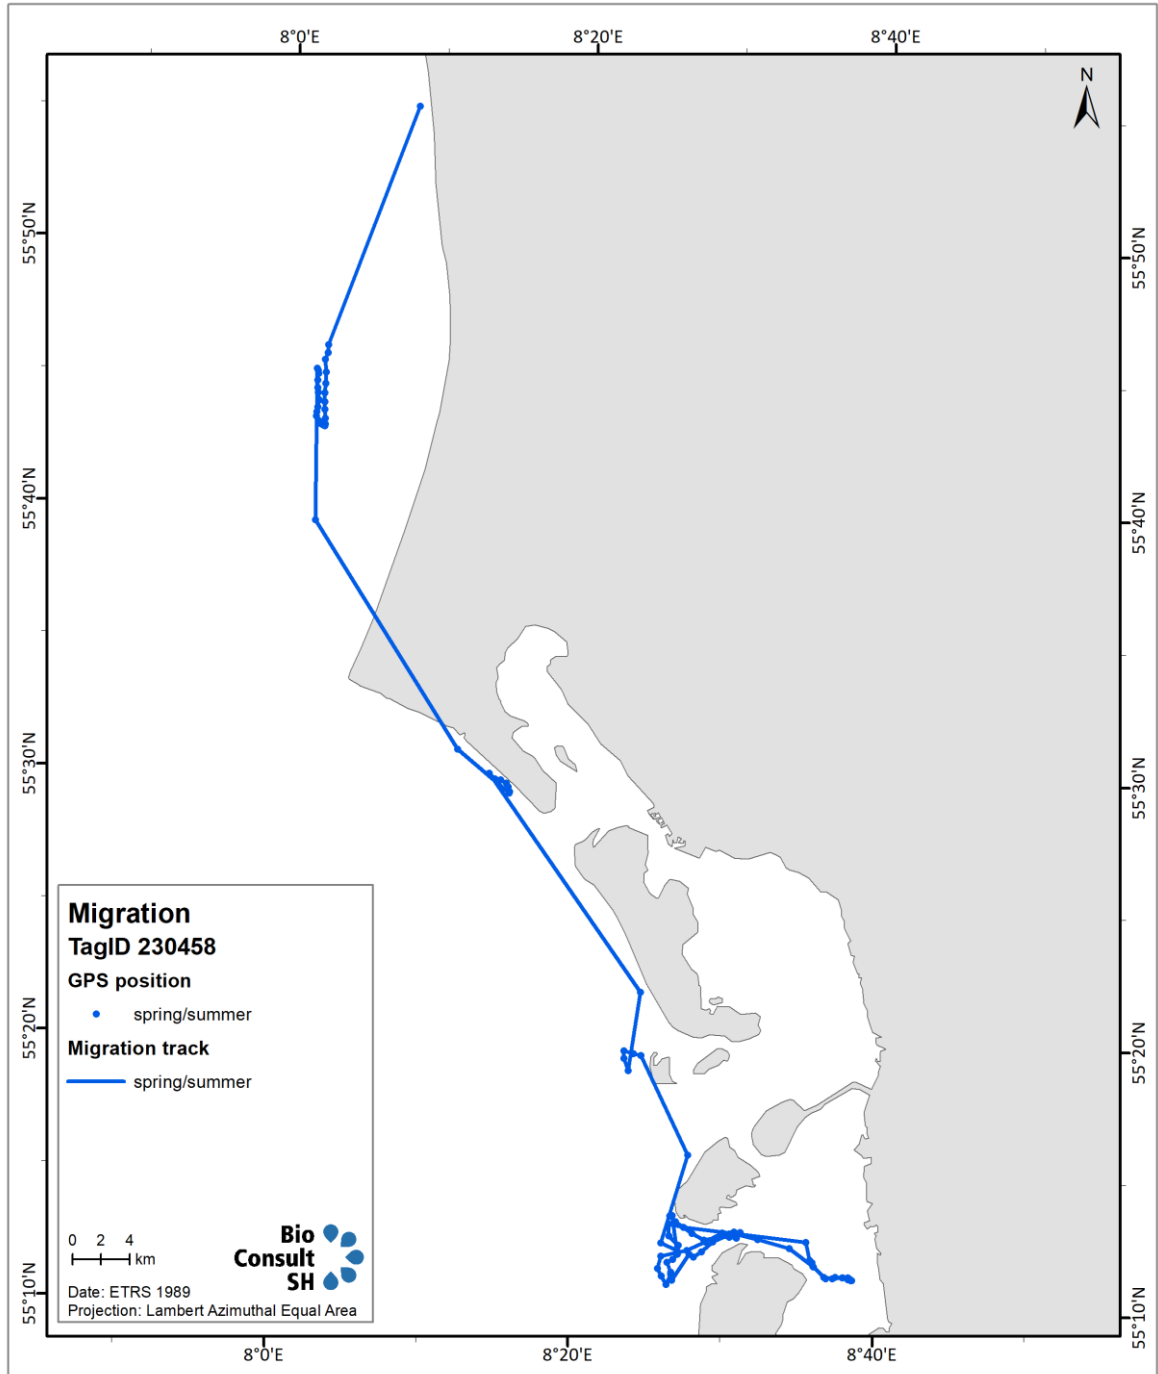 8°0'E 8°20'E 8°40'E
N
55°50'N 55°50'N
55°40'N 55°40'N
55°30'N 55°30'N
55°20'N 55°20'N
55°10'N 55°10'N
Migration
TagID 230458
GPS position
spring/summer
Migration track
spring/summer
0 2 4
km
Bio
Consult
SH
Date: ETRS 1989
Projection: Lambert Azimuthal Equal Area
8°0'E 8°20'E 8°40'E